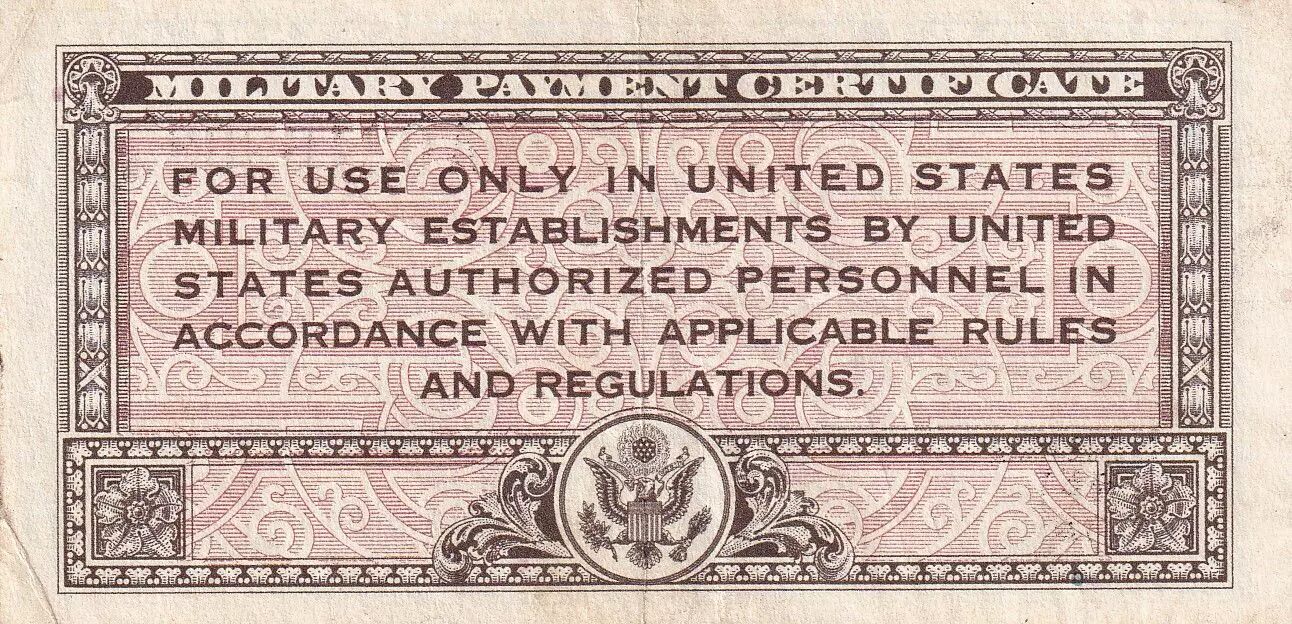 MILITARY PAYMENT CERTIFICATE
FOR USE ONLY IN UNITED STATES
MILITARY ESTABLISHMENTS BY UNITED
STATES AUTHORIZED PERSONNEL IN
ACCORDANCE WITH APPLICABLE RULES
AND REGULATIONS.